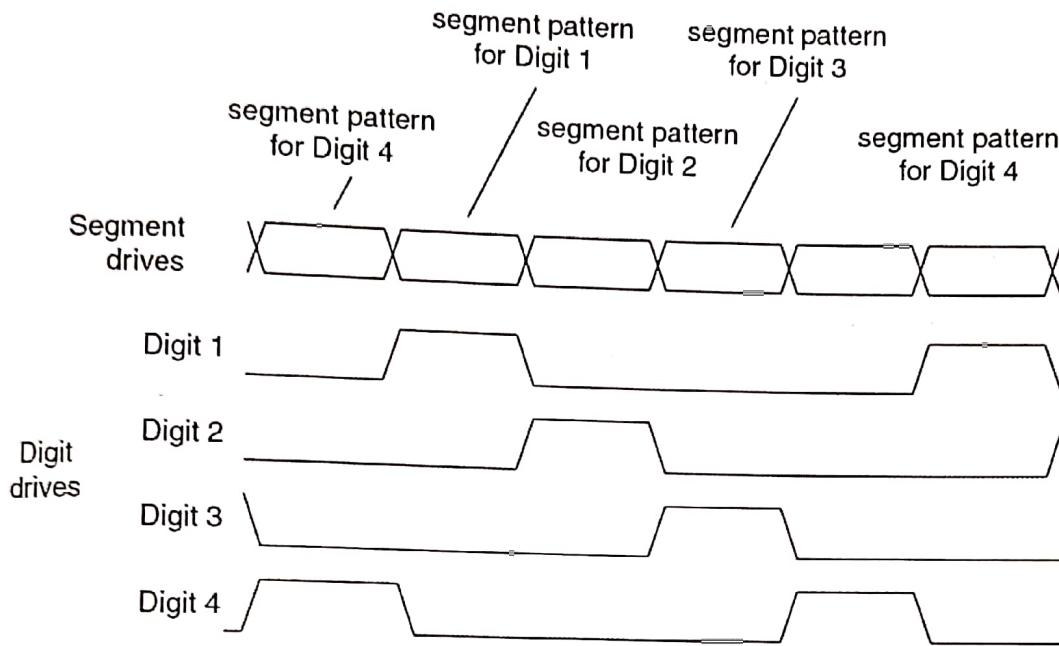 segment pattern
for Digit 1
segment pattern
for Digit 3
segment pattern
for Digit 4
segment pattern
for Digit 2
segment pattern
for Digit 4
Segment
drives
Digit 1
Digit 2
Digit
drives
Digit 3
Digit 4